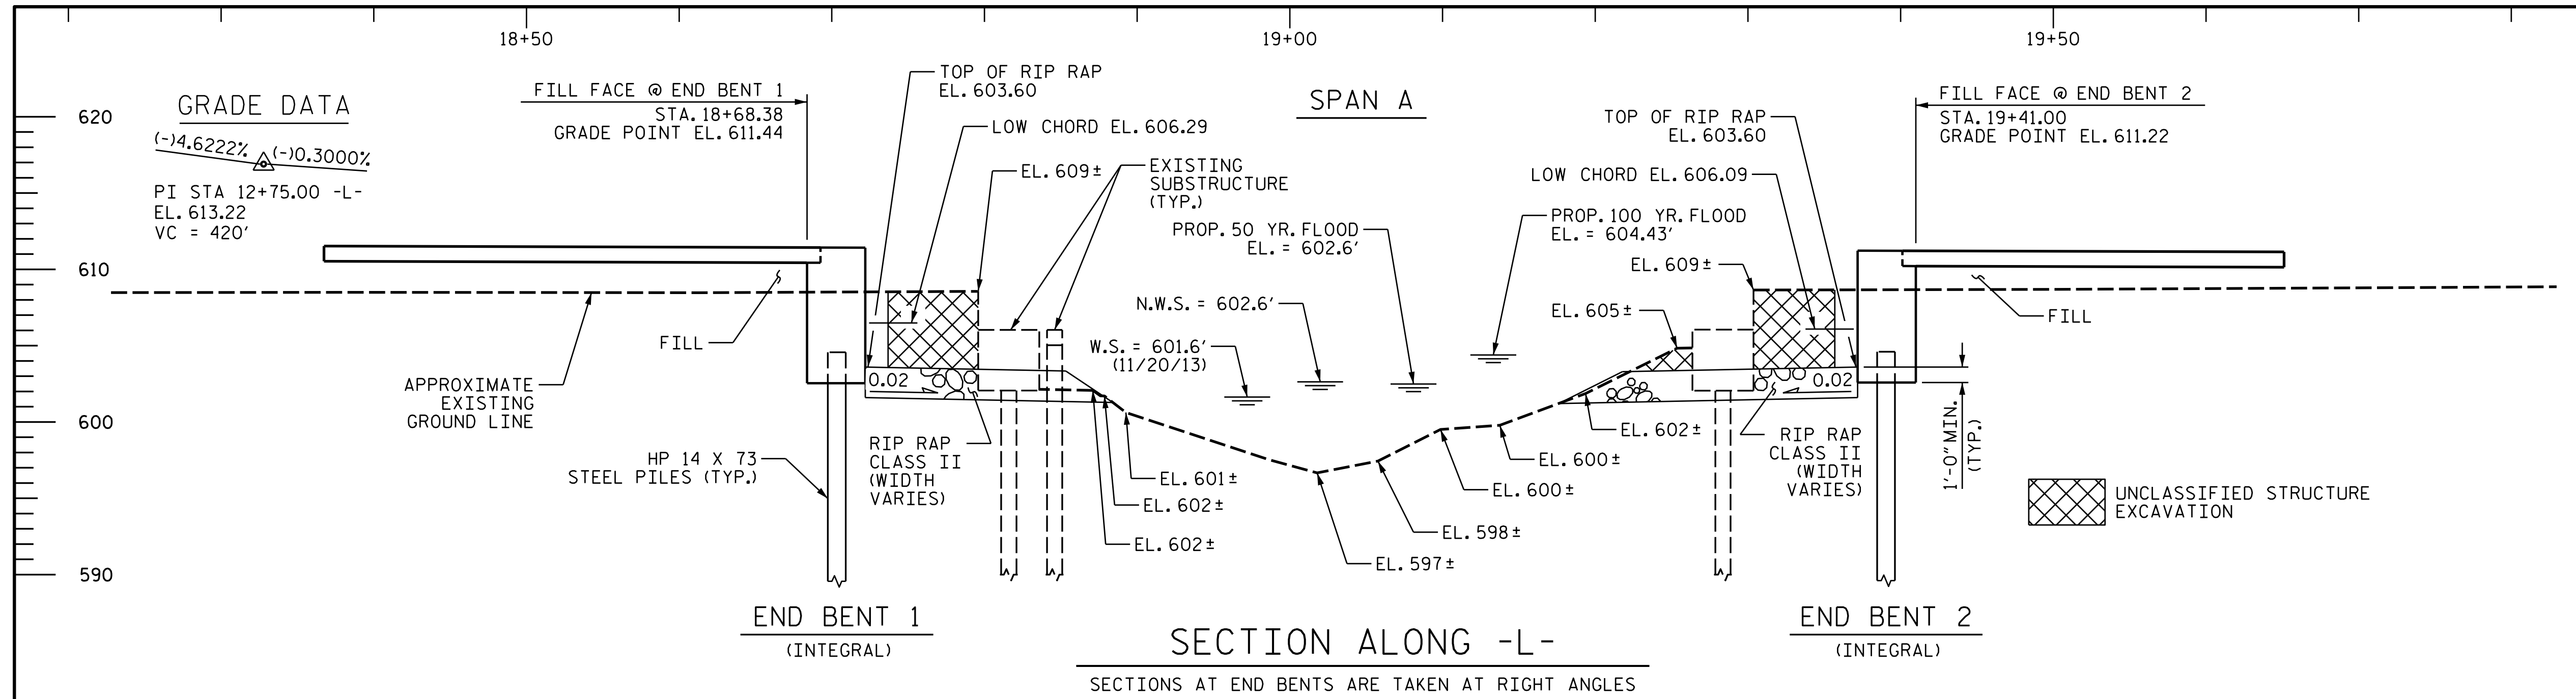 18+50
19+00
19+50
620
610
600
590
GRADE DATA
(-)4.6222%
(-)0.3000%
PI STA 12+75.00 -L-
EL. 613.22
VC = 420'
FILL FACE @ END BENT 1
STA. 18+68.38
GRADE POINT EL. 611.44
TOP OF RIP RAP
EL. 603.60
LOW CHORD EL. 606.29
EL. 609±
EXISTING
SUBSTRUCTURE
(TYP.)
SPAN A
PROP. 50 YR. FLOOD
EL. = 602.6'
N.W.S. = 602.6'
W.S. = 601.6'
(11/20/13)
TOP OF RIP RAP
EL. 603.60
LOW CHORD EL. 606.09
PROP. 100 YR. FLOOD
EL. = 604.43'
EL. 609±
EL. 605±
FILL FACE @ END BENT 2
STA. 19+41.00
GRADE POINT EL. 611.22
FILL
FILL
APPROXIMATE
EXISTING
GROUND LINE
HP 14 X 73
STEEL PILES (TYP.)
0.02
0.02
RIP RAP
CLASS II
(WIDTH
VARIES)
EL. 601±
EL. 602±
EL. 602±
EL. 597±
EL. 598±
EL. 600±
EL. 600±
EL. 602±
RIP RAP
CLASS II
(WIDTH
VARIES)
1'-0" MIN.
(TYP.)
UNCLASSIFIED STRUCTURE
EXCAVATION
END BENT 1
(INTEGRAL)
END BENT 2
(INTEGRAL)
SECTION ALONG -L-
SECTIONS AT END BENTS ARE TAKEN AT RIGHT ANGLES